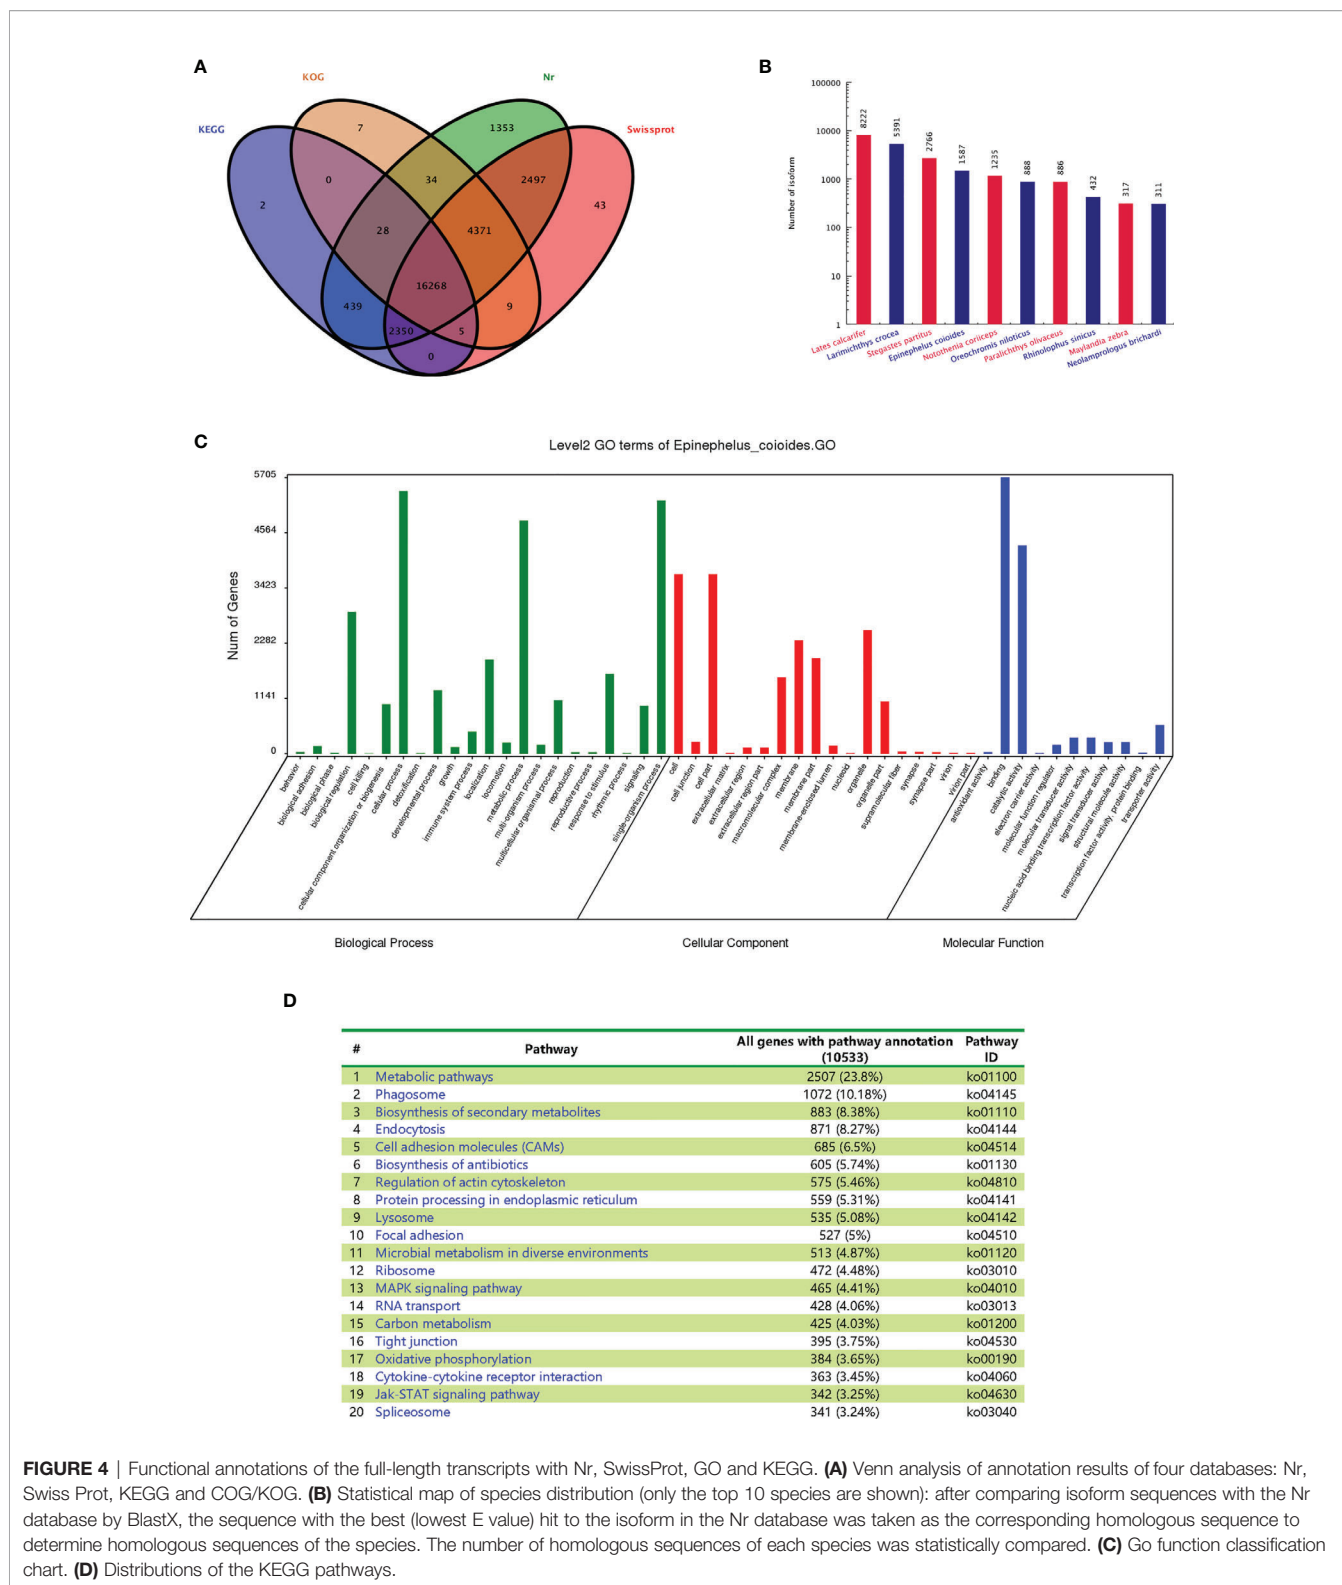 A
KOG
Nr
KEGG
Swissprot
7
1353
34
2497
0
2
43
28
4371
16268
439
9
2350
5
0
B
100000
10000
1000
100
10
1
Number of isoform
8222
5391
2766
1587
1235
888
886
432
317
311
Lates calcarifer
Larimichthys crocea
Stegastes partitus
Epinephelus coioides
Notothenia coriiceps
Oreochromis niloticus
Paralichthys olivaceus
Rhinolophus sinicus
Maylandia zebra
Neolamprologus brichardi
C
Level2 GO terms of Epinephelus_coioides.GO
Num of Genes
5705
4564
3423
2282
1141
0
behavior
biological adhesion
biological phase
biological regulation
cell killing
cellular component organization or biogenesis
cellular process
detoxification
developmental process
growth
immune system process
localization
locomotion
metabolic process
multi-organism process
multicellular organismal process
reproduction
reproductive process
response to stimulus
rhythmic process
signaling
single-organism process
cell
cell junction
cell part
extracellular matrix
extracellular region
extracellular region part
macromolecular complex
membrane
membrane part
membrane-enclosed lumen
nucleoid
organelle
organelle part
supramolecular fiber
synapse
synapse part
virion
virion part
antioxidant activity
binding
catalytic activity
electron carrier activity
molecular function regulator
molecular transducer activity
nucleic acid binding transcription factor activity
signal transducer activity
structural molecule activity
transcription factor activity, protein binding
transporter activity
Biological Process
Cellular Component
Molecular Function
D
# Pathway All genes with pathway annotation (10533) Pathway ID
1 Metabolic pathways 2507 (23.8%) ko01100
2 Phagosome 1072 (10.18%) ko04145
3 Biosynthesis of secondary metabolites 883 (8.38%) ko01110
4 Endocytosis 871 (8.27%) ko04144
5 Cell adhesion molecules (CAMs) 685 (6.5%) ko04514
6 Biosynthesis of antibiotics 605 (5.74%) ko01130
7 Regulation of actin cytoskeleton 575 (5.46%) ko04810
8 Protein processing in endoplasmic reticulum 559 (5.31%) ko04141
9 Lysosome 535 (5.08%) ko04142
10 Focal adhesion 527 (5%) ko04510
11 Microbial metabolism in diverse environments 513 (4.87%) ko01120
12 Ribosome 472 (4.48%) ko03010
13 MAPK signaling pathway 465 (4.41%) ko04010
14 RNA transport 428 (4.06%) ko03013
15 Carbon metabolism 425 (4.03%) ko01200
16 Tight junction 395 (3.75%) ko04530
17 Oxidative phosphorylation 384 (3.65%) ko00190
18 Cytokine-cytokine receptor interaction 363 (3.45%) ko04060
19 Jak-STAT signaling pathway 342 (3.25%) ko04630
20 Spliceosome 341 (3.24%) ko03040
FIGURE 4 | Functional annotations of the full-length transcripts with Nr, SwissProt, GO and KEGG. (A) Venn analysis of annotation results of four databases: Nr,
Swiss Prot, KEGG and COG/KOG. (B) Statistical map of species distribution (only the top 10 species are shown): after comparing isoform sequences with the Nr
database by BlastX, the sequence with the best (lowest E value) hit to the isoform in the Nr database was taken as the corresponding homologous sequence to
determine homologous sequences of the species. The number of homologous sequences of each species was statistically compared. (C) Go function classification
chart. (D) Distributions of the KEGG pathways.